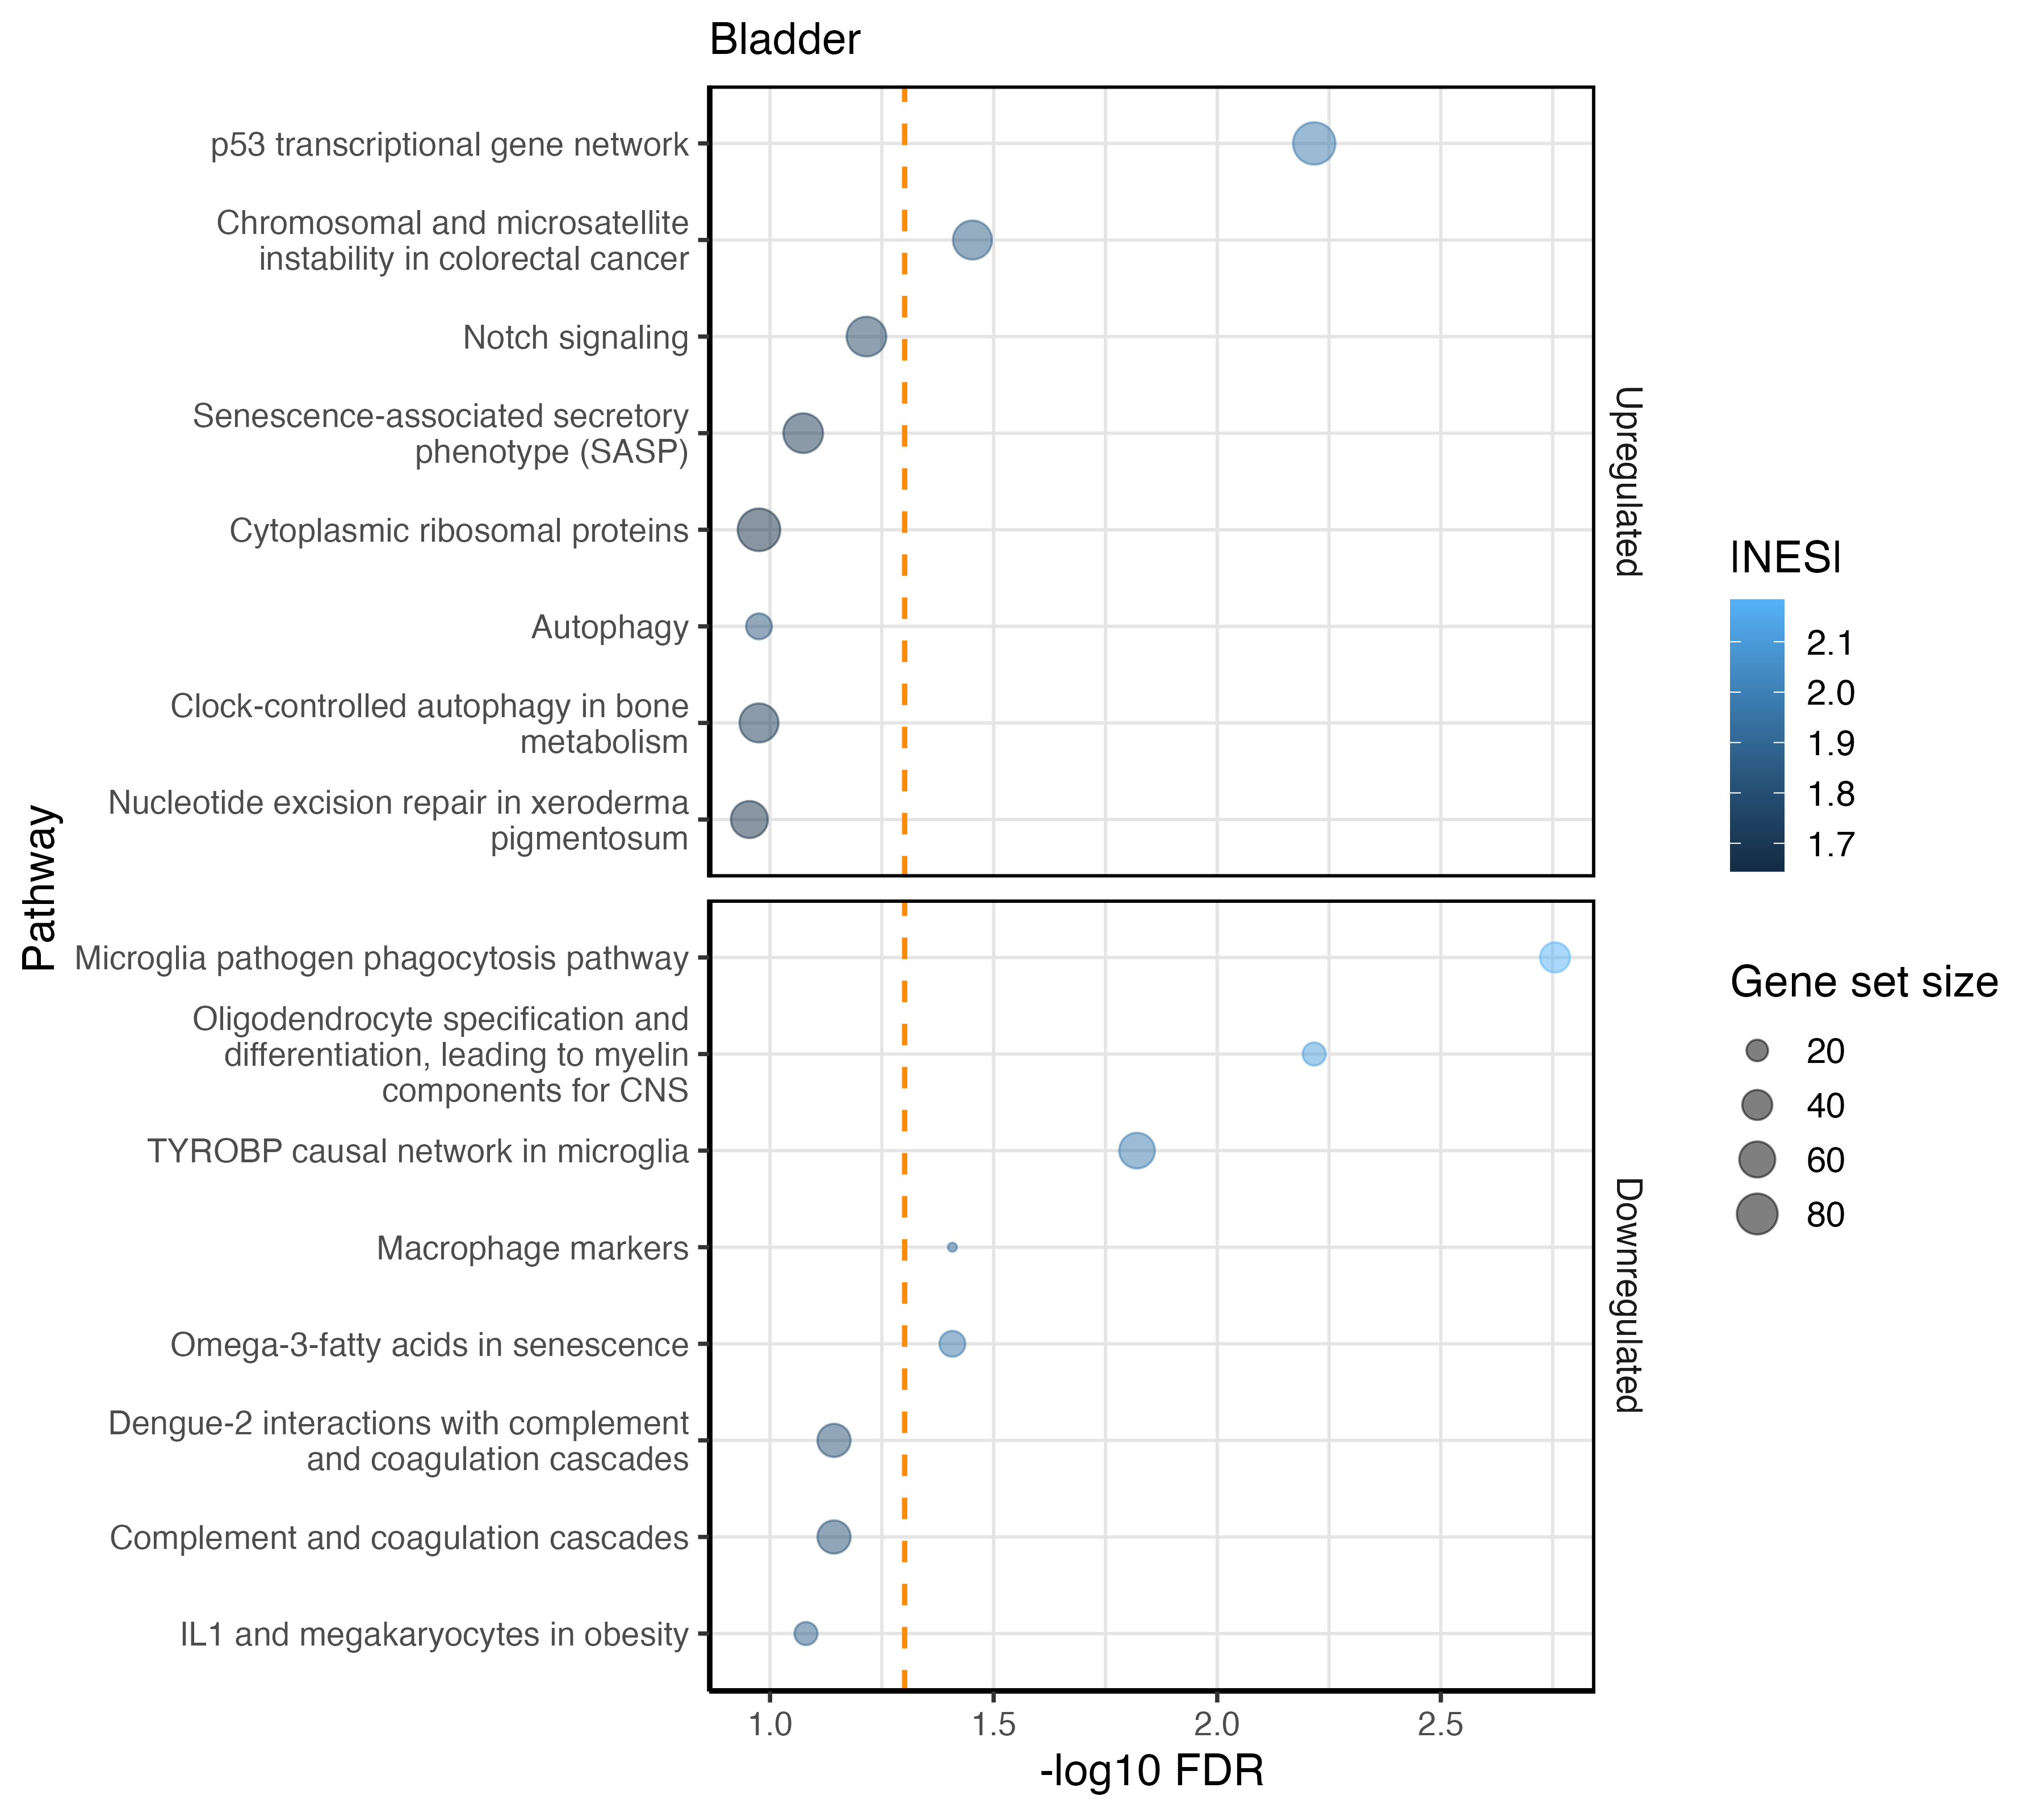 Bladder
p53 transcriptional gene network
Chromosomal and microsatellite
instability in colorectal cancer
Notch signaling
Senescence-associated secretory
phenotype (SASP)
Cytoplasmic ribosomal proteins
Autophagy
Clock-controlled autophagy in bone
metabolism
Nucleotide excision repair in xeroderma
pigmentosum
Upregulated
Microglia pathogen phagocytosis pathway
Oligodendrocyte specification and
differentiation, leading to myelin
components for CNS
TYROBP causal network in microglia
Macrophage markers
Omega-3-fatty acids in senescence
Dengue-2 interactions with complement
and coagulation cascades
Complement and coagulation cascades
IL1 and megakaryocytes in obesity
Downregulated
Pathway
1.0
1.5
2.0
2.5
-log10 FDR
|NES|
2.1
2.0
1.9
1.8
1.7
Gene set size
20
40
60
80